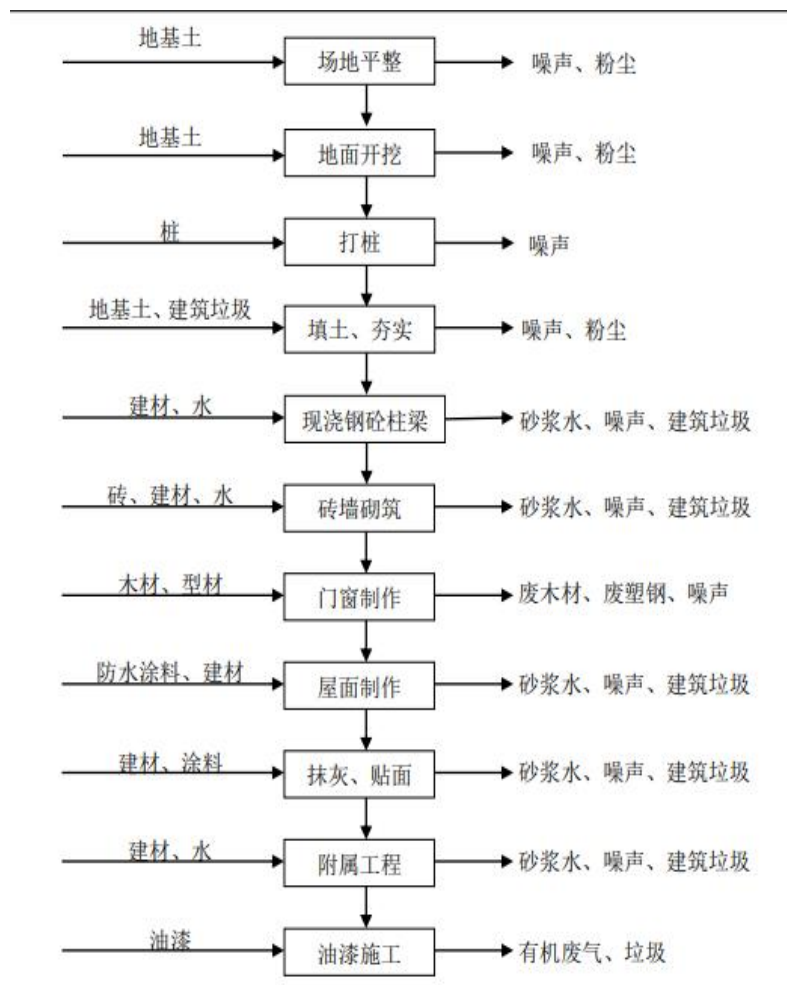 地基土
场地平整
噪声、粉尘
地基土
地面开挖
噪声、粉尘
桩
打桩
噪声
地基土、建筑垃圾
填土、夯实
噪声、粉尘
建材、水
现浇钢砼柱梁
砂浆水、噪声、建筑垃圾
砖、建材、水
砖墙砌筑
砂浆水、噪声、建筑垃圾
木材、型材
门窗制作
废木材、废塑钢、噪声
防水涂料、建材
屋面制作
砂浆水、噪声、建筑垃圾
建材、涂料
抹灰、贴面
砂浆水、噪声、建筑垃圾
建材、水
附属工程
砂浆水、噪声、建筑垃圾
油漆
油漆施工
有机废气、垃圾